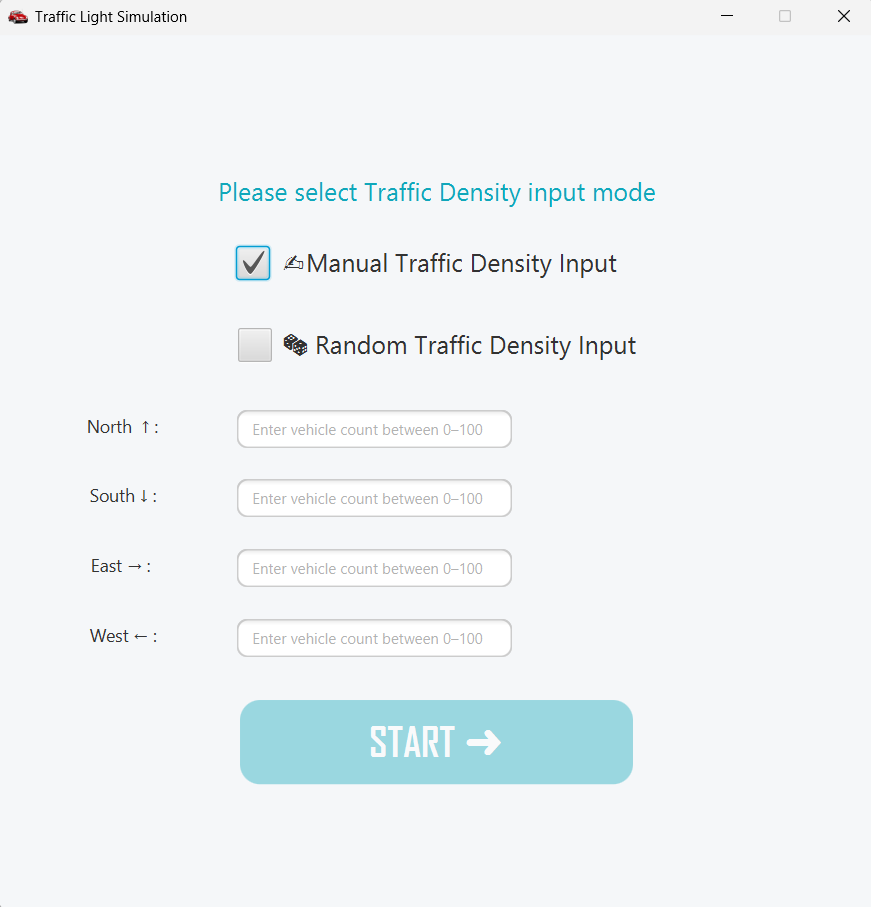 Traffic Light Simulation
Please select Traffic Density input mode
✍Manual Traffic Density Input
🎲 Random Traffic Density Input
North ↑ :
Enter vehicle count between 0–100
South ↓ :
Enter vehicle count between 0–100
East → :
Enter vehicle count between 0–100
West ← :
Enter vehicle count between 0–100
START ➜